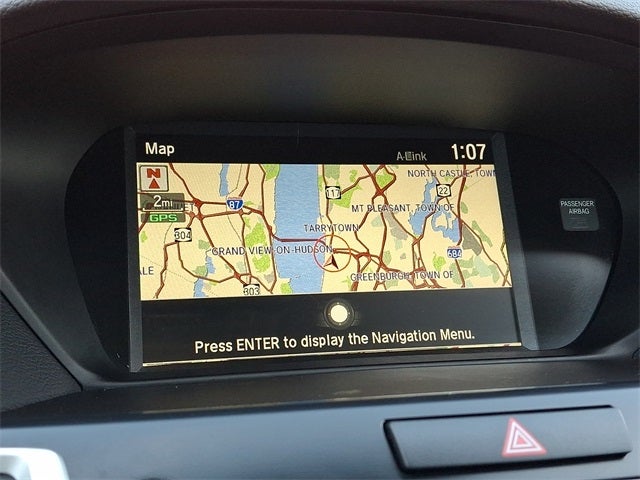 Map
A-Link 1:07
N
NORTH CASTLE, TOWN
2mi
GPS
87
117
22
MT PLEASANT, TOWN OF
PASSENGER
AIRBAG
304
TARRYTOWN
GRAND VIEW-ON-HUDSON
684
GREENBURGH, TOWN OF
303
Press ENTER to display the Navigation Menu.